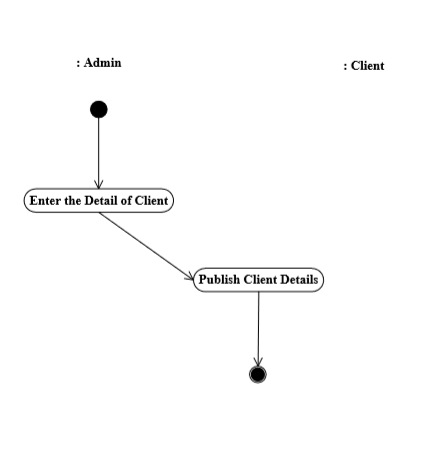 : Admin
: Client
Enter the Detail of Client
Publish Client Details